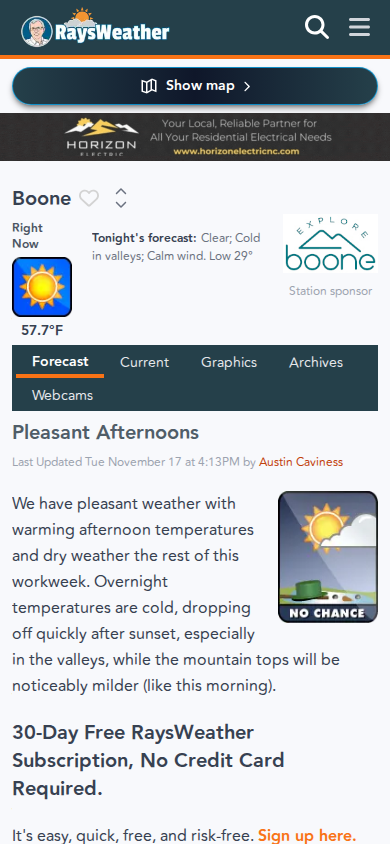 RaysWeather
Show map
HORIZON
ELECTRIC
Your Local, Reliable Partner for
All Your Residential Electrical Needs
www.horizonelectricnc.com
Boone
Right
Now
57.7°F
Tonight's forecast: Clear; Cold
in valleys; Calm wind. Low 29°
EXPLORE
boone
Station sponsor
Forecast
Current
Graphics
Archives
Webcams
Pleasant Afternoons
Last Updated Tue November 17 at 4:13PM by Austin Caviness
We have pleasant weather with
warming afternoon temperatures
and dry weather the rest of this
workweek. Overnight
temperatures are cold, dropping
off quickly after sunset, especially
in the valleys, while the mountain tops will be
noticeably milder (like this morning).
NO CHANCE
30-Day Free RaysWeather
Subscription, No Credit Card
Required.
It's easy, quick, free, and risk-free. Sign up here.